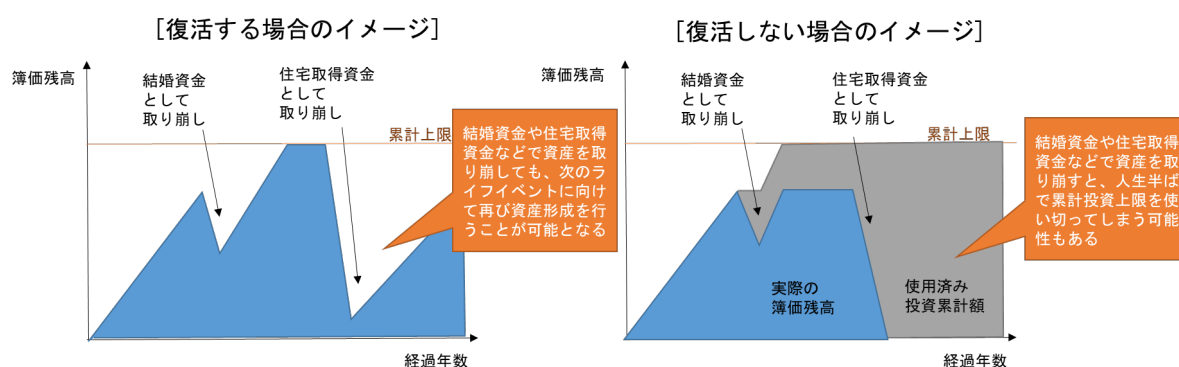 [復活する場合のイメージ]
簿価残高
結婚資金
として
取り崩し
住宅取得資金
として
取り崩し
累計上限
結婚資金や住宅取得
資金などで資産を取
り崩しても、次のラ
イフイベントに向け
て再び資産形成を行
うことが可能となる
経過年数
[復活しない場合のイメージ]
簿価残高
結婚資金
として
取り崩し
住宅取得資金
として
取り崩し
累計上限
結婚資金や住宅取得
資金などで資産を取
り崩すと、人生半ば
で累計投資上限を使
い切ってしまう可能
性もある
実際の
簿価残高
使用済み
投資累計額
経過年数